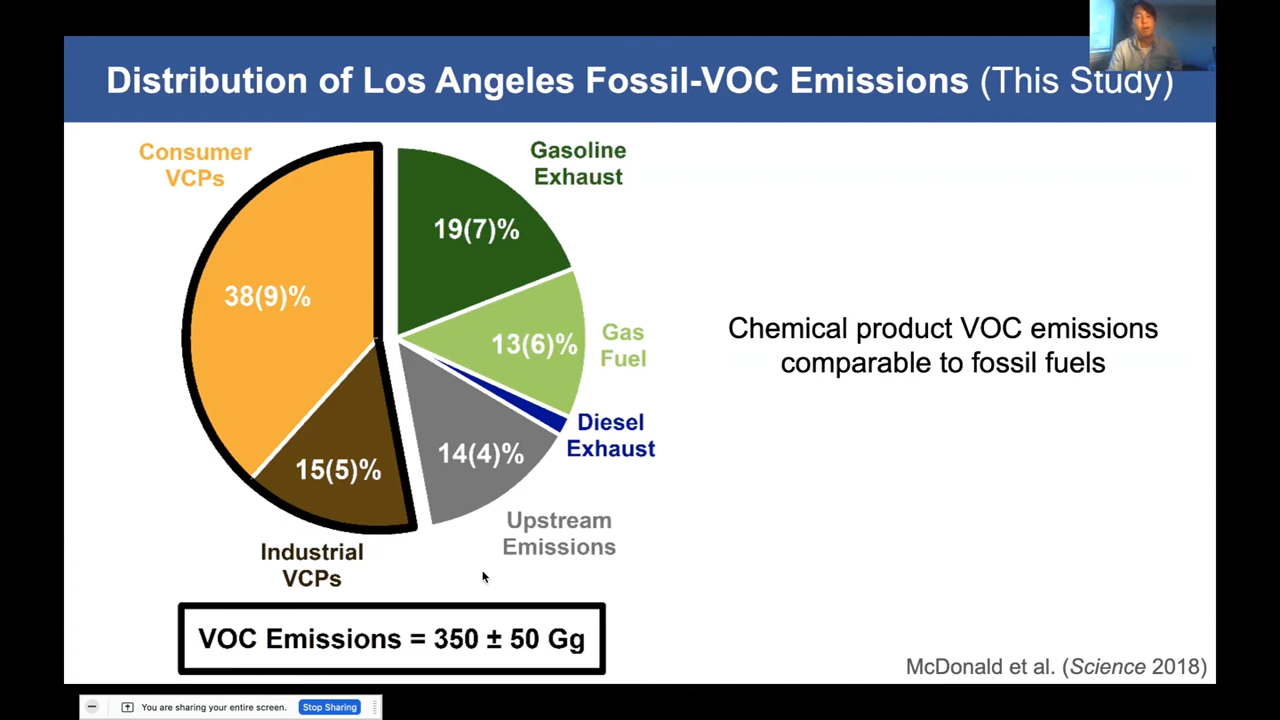 Distribution of Los Angeles Fossil-VOC Emissions (This Study)
Consumer
VCPs
Gasoline
Exhaust
19(7)%
38(9)%
Gas
Fuel
13(6)%
Chemical product VOC emissions
comparable to fossil fuels
Diesel
Exhaust
14(4)%
15(5)%
Upstream
Emissions
Industrial
VCPs
VOC Emissions = 350 ± 50 Gg
McDonald et al. (Science 2018)
You are sharing your entire screen.
Stop Sharing